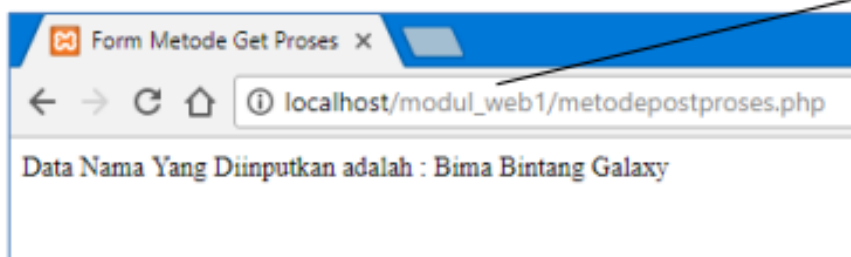 Form Metode Get Proses
localhost/modul_web1/metodepostproses.php
Data Nama Yang Diinputkan adalah : Bima Bintang Galaxy